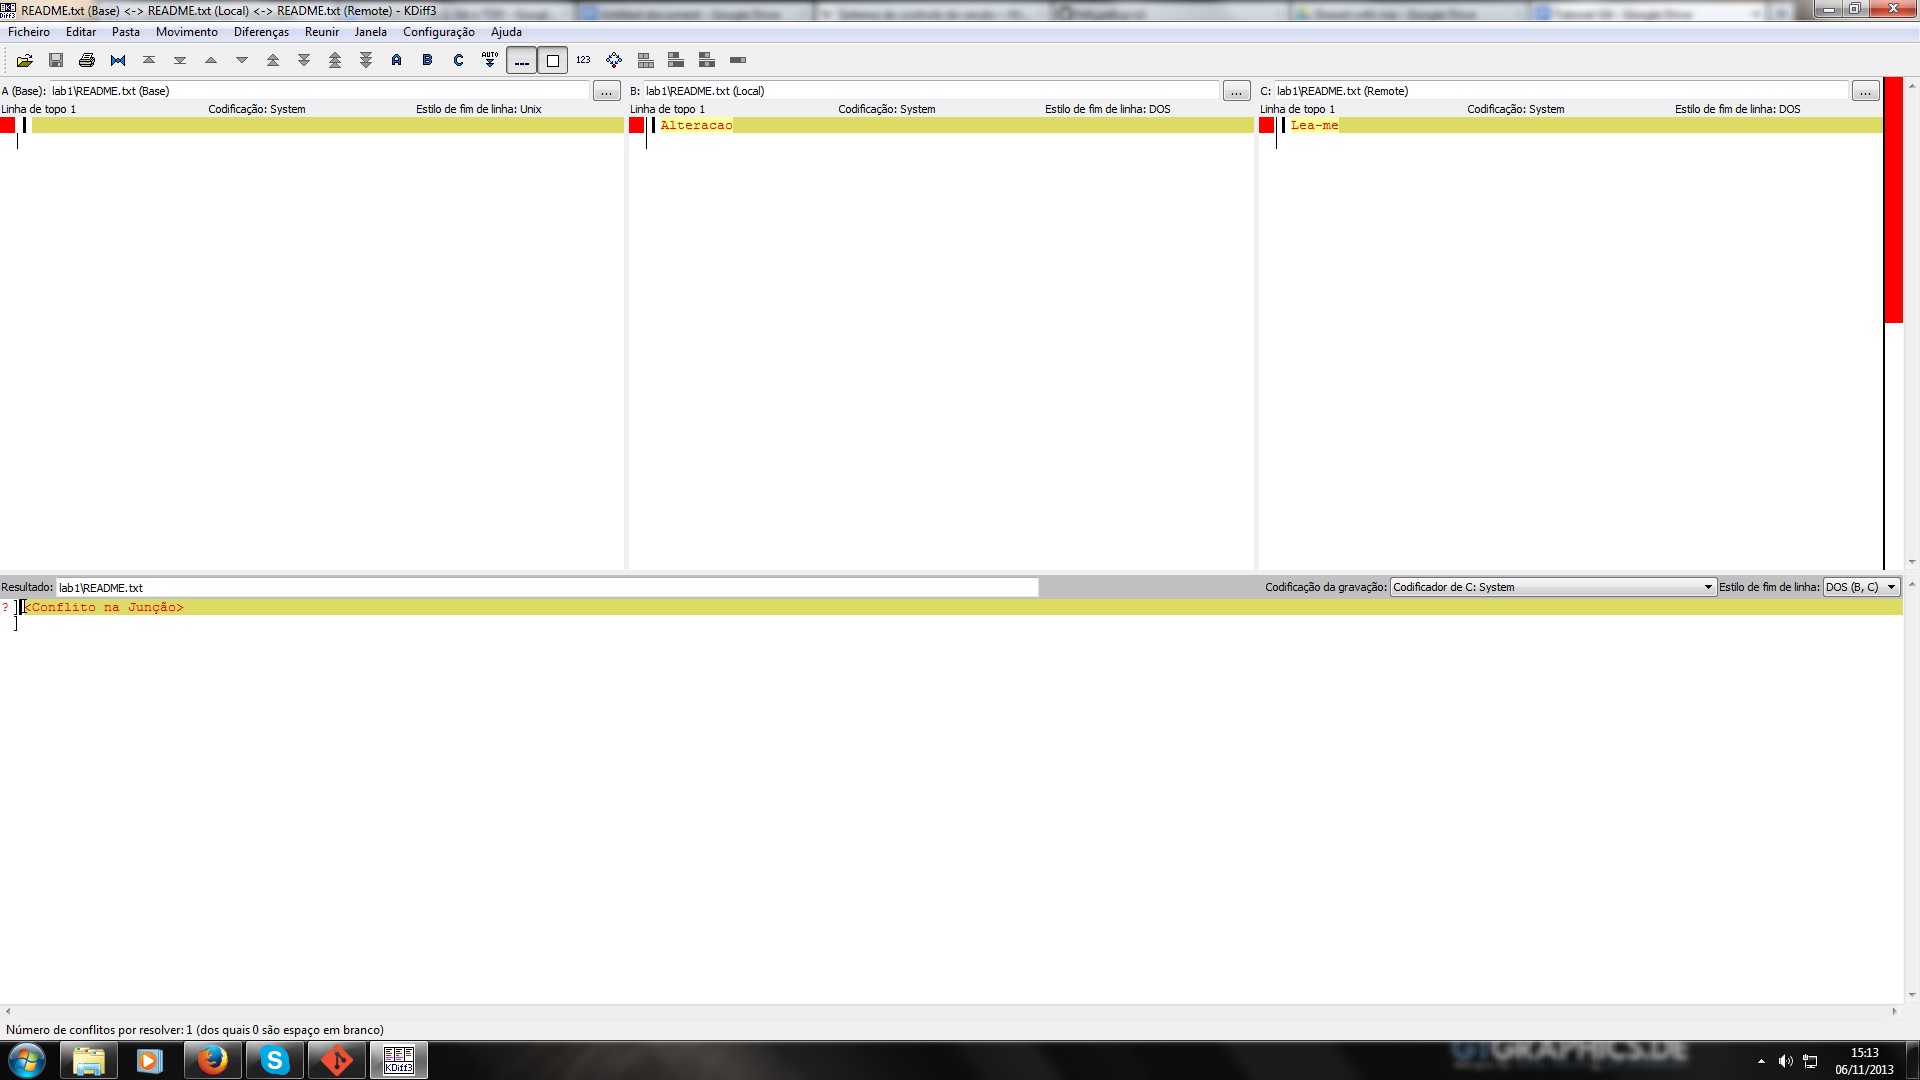 README.txt (Base) <-> README.txt (Local) <-> README.txt (Remote) - KDiff3
Ficheiro Editar Pasta Movimento Diferenças Reunir Janela Configuração Ajuda
A B C AUTO 123
A (Base): lab1\README.txt (Base) ... B: lab1\README.txt (Local) ... C: lab1\README.txt (Remote) ...
Linha de topo 1 Codificação: System Estilo de fim de linha: Unix Linha de topo 1 Codificação: System Estilo de fim de linha: DOS Linha de topo 1 Codificação: System Estilo de fim de linha: DOS
Alteracao Lea-me
Resultado: lab1\README.txt Codificação da gravação: Codificador de C: System Estilo de fim de linha: DOS (B, C)
? <Conflito na Junção>
Número de conflitos por resolver: 1 (dos quais 0 são espaço em branco)
KDiff3
GTGRAPHICS.DE
15:13
06/11/2013